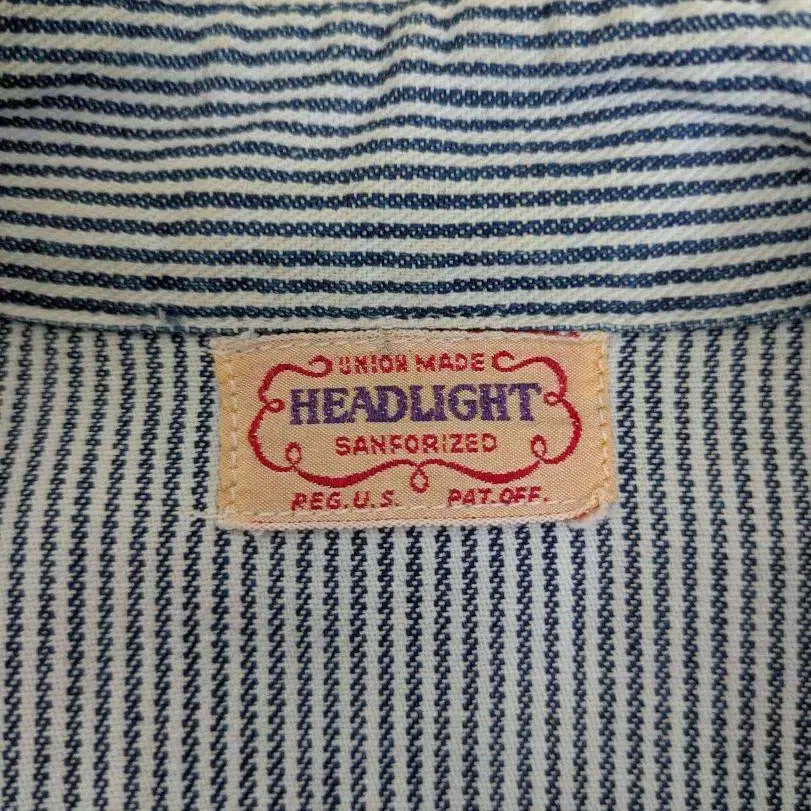 UNION MADE
HEADLIGHT
SANFORIZED
REG. U.S. PAT. OFF.